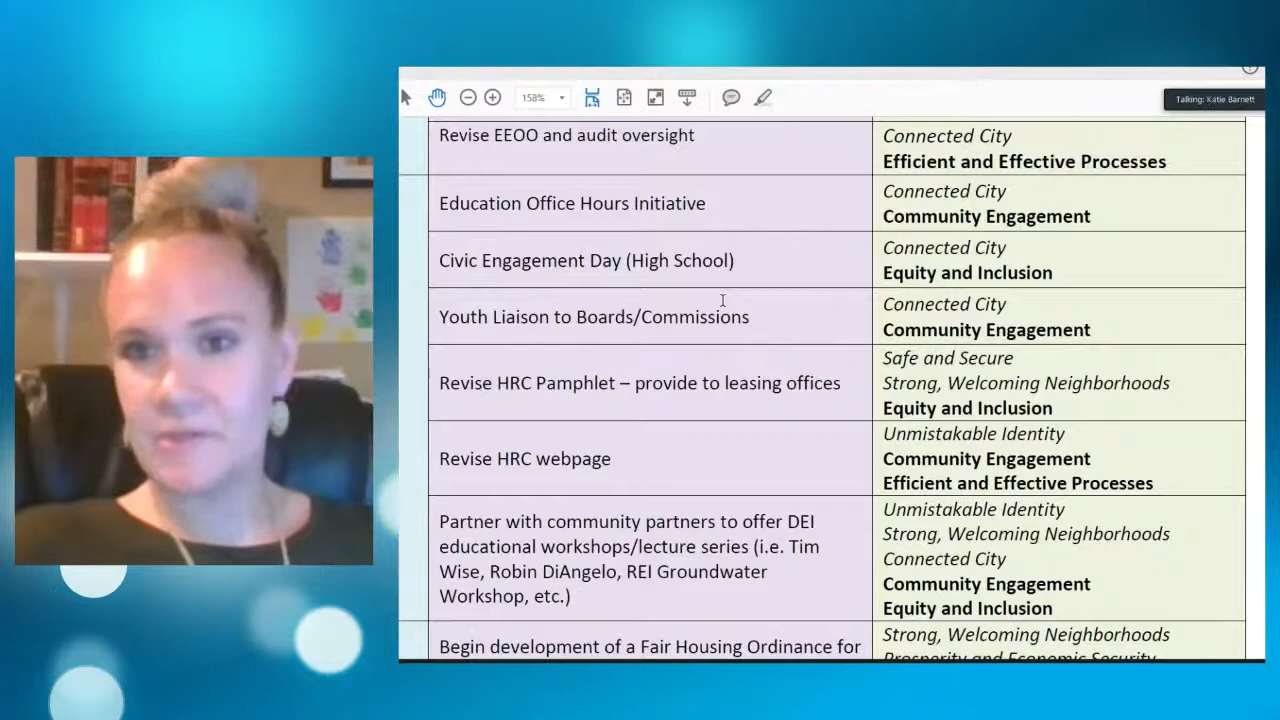 158%
Talking: Katie Barnett
Revise EEOO and audit oversight
Connected City
Efficient and Effective Processes
Education Office Hours Initiative
Connected City
Community Engagement
Civic Engagement Day (High School)
Connected City
Equity and Inclusion
Youth Liaison to Boards/Commissions
Connected City
Community Engagement
Revise HRC Pamphlet – provide to leasing offices
Safe and Secure
Strong, Welcoming Neighborhoods
Equity and Inclusion
Revise HRC webpage
Unmistakable Identity
Community Engagement
Efficient and Effective Processes
Partner with community partners to offer DEI
educational workshops/lecture series (i.e. Tim
Wise, Robin DiAngelo, REI Groundwater
Workshop, etc.)
Unmistakable Identity
Strong, Welcoming Neighborhoods
Connected City
Community Engagement
Equity and Inclusion
Begin development of a Fair Housing Ordinance for
Strong, Welcoming Neighborhoods
Prosperity and Economic Security